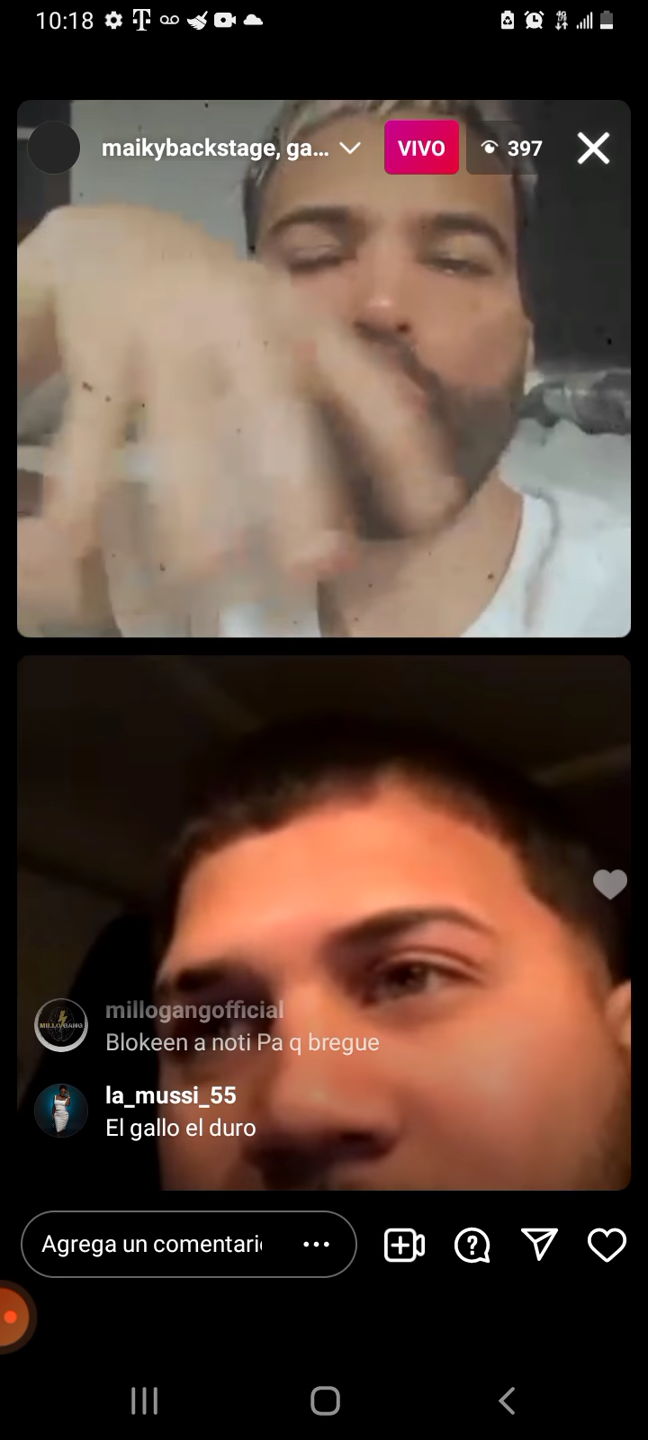 10:18
maikybackstage, ga...
VIVO
397
millogangofficial
Blokeen a noti Pa q bregue
la_mussi_55
El gallo el duro
Agrega un comentari